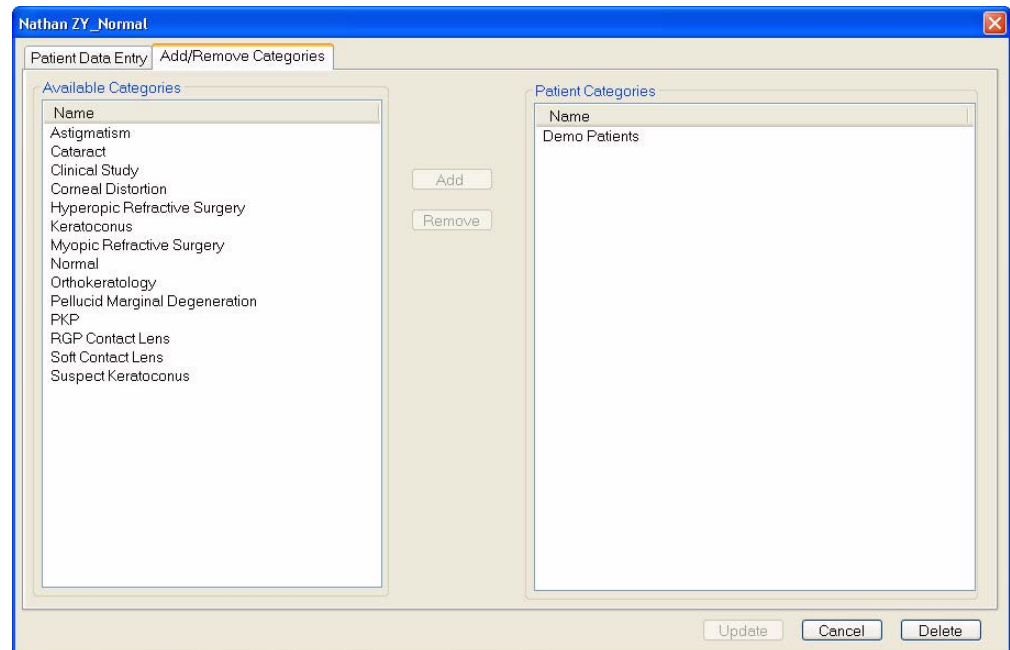 Nathan ZY_Normal
Patient Data Entry
Add/Remove Categories
Available Categories
Name
Astigmatism
Cataract
Clinical Study
Corneal Distortion
Hyperopic Refractive Surgery
Keratoconus
Myopic Refractive Surgery
Normal
Orthokeratology
Pellucid Marginal Degeneration
PKP
RGP Contact Lens
Soft Contact Lens
Suspect Keratoconus
Add
Remove
Patient Categories
Name
Demo Patients
Update
Cancel
Delete